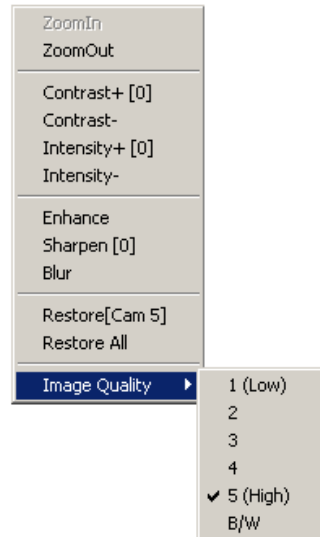 ZoomIn
ZoomOut
Contrast+ [0]
Contrast-
Intensity+ [0]
Intensity-
Enhance
Sharpen [0]
Blur
Restore[Cam 5]
Restore All
Image Quality
1 (Low)
2
3
4
5 (High)
B/W